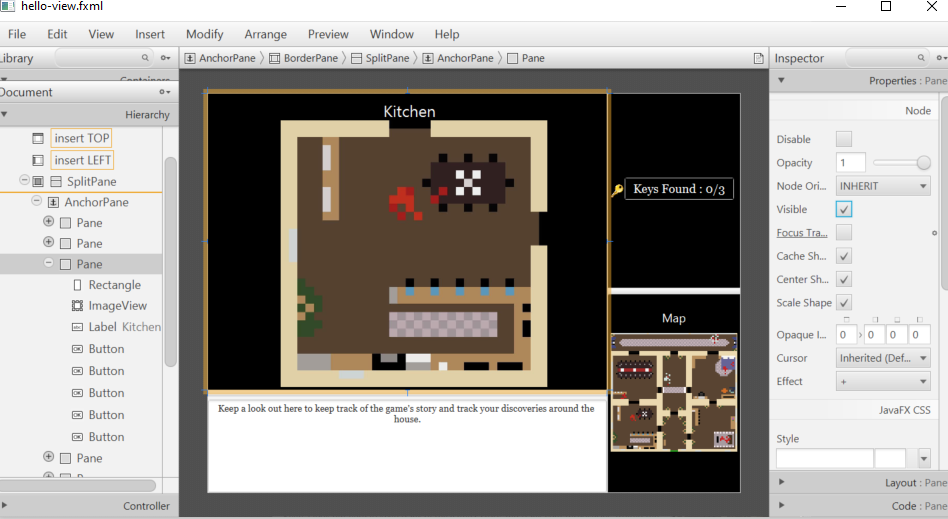 hello-view.fxml
File Edit View Insert Modify Arrange Preview Window Help
Library
AnchorPane BorderPane SplitPane AnchorPane Pane
Inspector
Containers
Properties : Pane
Document
Hierarchy
insert TOP
insert LEFT
SplitPane
AnchorPane
Pane
Pane
Pane
Rectangle
ImageView
Label Kitchen
Button
Button
Button
Button
Button
Pane
Controller
Kitchen
Keys Found : 0/3
Map
Keep a look out here to keep track of the game's story and track your discoveries around the
house.
Node
Disable
Opacity 1
Node Ori... INHERIT
Visible
Focus Tra...
Cache Sh...
Center Sh...
Scale Shape
Opaque I... 0 › 0 0 0
Cursor Inherited (Def...
Effect +
JavaFX CSS
Style
Layout : Pane
Code : Pane